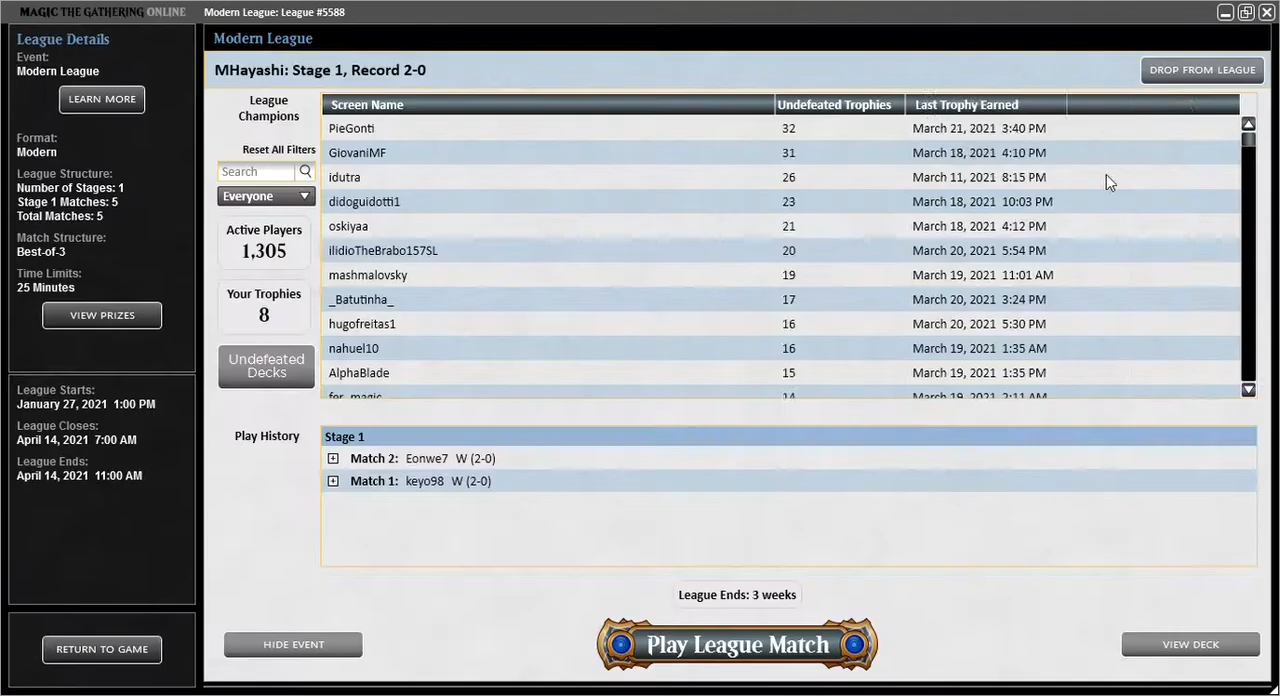 MAGIC THE GATHERING ONLINE
Modern League: League #5588
League Details
Event:
Modern League
LEARN MORE
Format:
Modern
League Structure:
Number of Stages: 1
Stage 1 Matches: 5
Total Matches: 5
Match Structure:
Best-of-3
Time Limits:
25 Minutes
VIEW PRIZES
League Starts:
January 27, 2021 1:00 PM
League Closes:
April 14, 2021 7:00 AM
League Ends:
April 14, 2021 11:00 AM
RETURN TO GAME
Modern League
MHayashi: Stage 1, Record 2-0
DROP FROM LEAGUE
League
Champions
Reset All Filters
Search
Everyone
Active Players
1,305
Your Trophies
8
Undefeated
Decks
Screen Name Undefeated Trophies Last Trophy Earned
PieGonti 32 March 21, 2021 3:40 PM
GiovaniMF 31 March 18, 2021 4:10 PM
idutra 26 March 11, 2021 8:15 PM
didoguidotti1 23 March 18, 2021 10:03 PM
oskiyaa 21 March 18, 2021 4:12 PM
ilidioTheBrabo157SL 20 March 20, 2021 5:54 PM
mashmalovsky 19 March 19, 2021 11:01 AM
_Batutinha_ 17 March 20, 2021 3:24 PM
hugofreitas1 16 March 20, 2021 5:30 PM
nahuel10 16 March 19, 2021 1:35 AM
AlphaBlade 15 March 19, 2021 1:35 PM
fer_magic 14 March 19, 2021 2:11 AM
Play History
Stage 1
Match 2: Eonwe7 W (2-0)
Match 1: keyo98 W (2-0)
League Ends: 3 weeks
HIDE EVENT
Play League Match
VIEW DECK